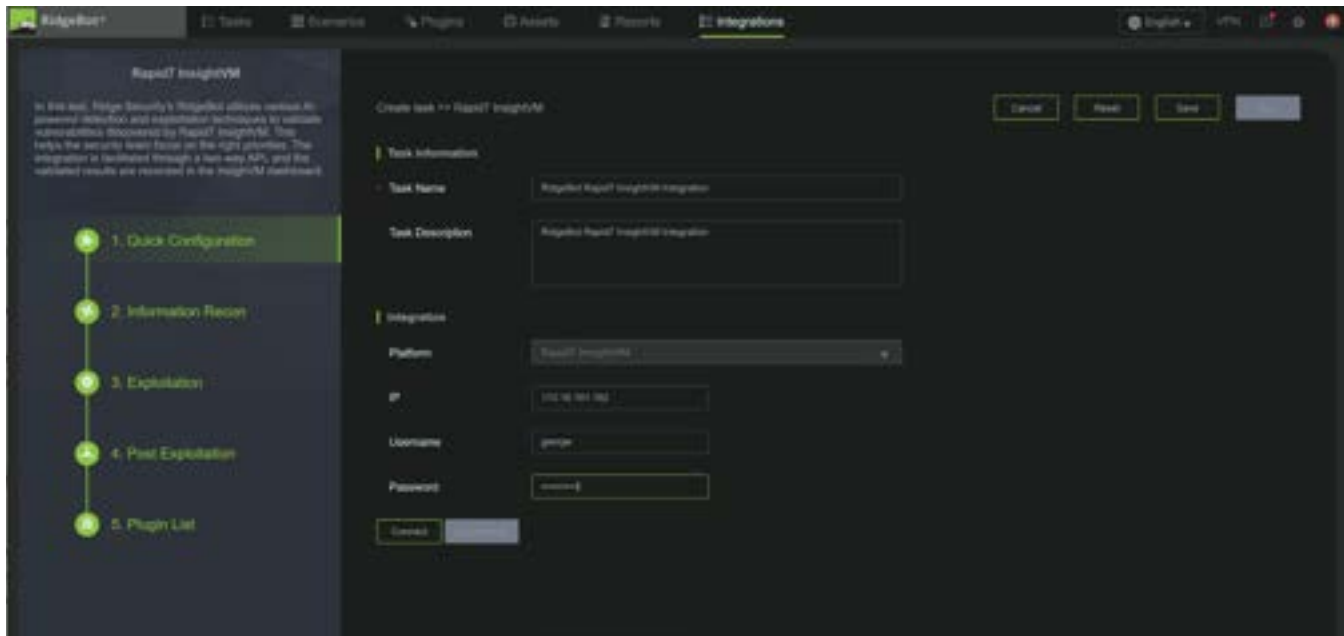 RidgeBot
Tasks
Scenarios
Plugins
Assets
Reports
Integrations
English
VPN
Rapid7 InsightVM
In this test, Ridge Security's RidgeBot utilizes various AI-
powered detection and exploitation techniques to validate
vulnerabilities discovered by Rapid7 InsightVM. This
helps the security team focus on the right priorities. The
integration is facilitated through a two-way API, and the
validated results are recorded in the InsightVM dashboard.
1. Quick Configuration
2. Information Recon
3. Exploitation
4. Post Exploitation
5. Plugin List
Create task >> Rapid7 InsightVM
Cancel
Reset
Save
Task Information
Task Name
RidgeBot Rapid7 InsightVM Integration
Task Description
RidgeBot Rapid7 InsightVM Integration
Integration
Platform
Rapid7 InsightVM
IP
Username
george
Password
Connect